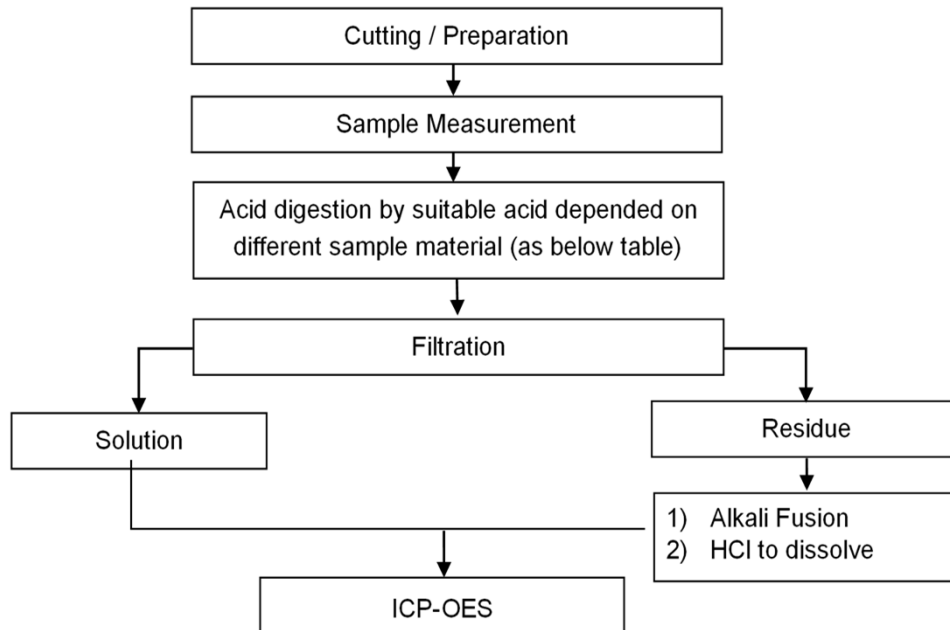 Cutting / Preparation
Sample Measurement
Acid digestion by suitable acid depended on
different sample material (as below table)
Filtration
Solution
Residue
1) Alkali Fusion
2) HCl to dissolve
ICP-OES